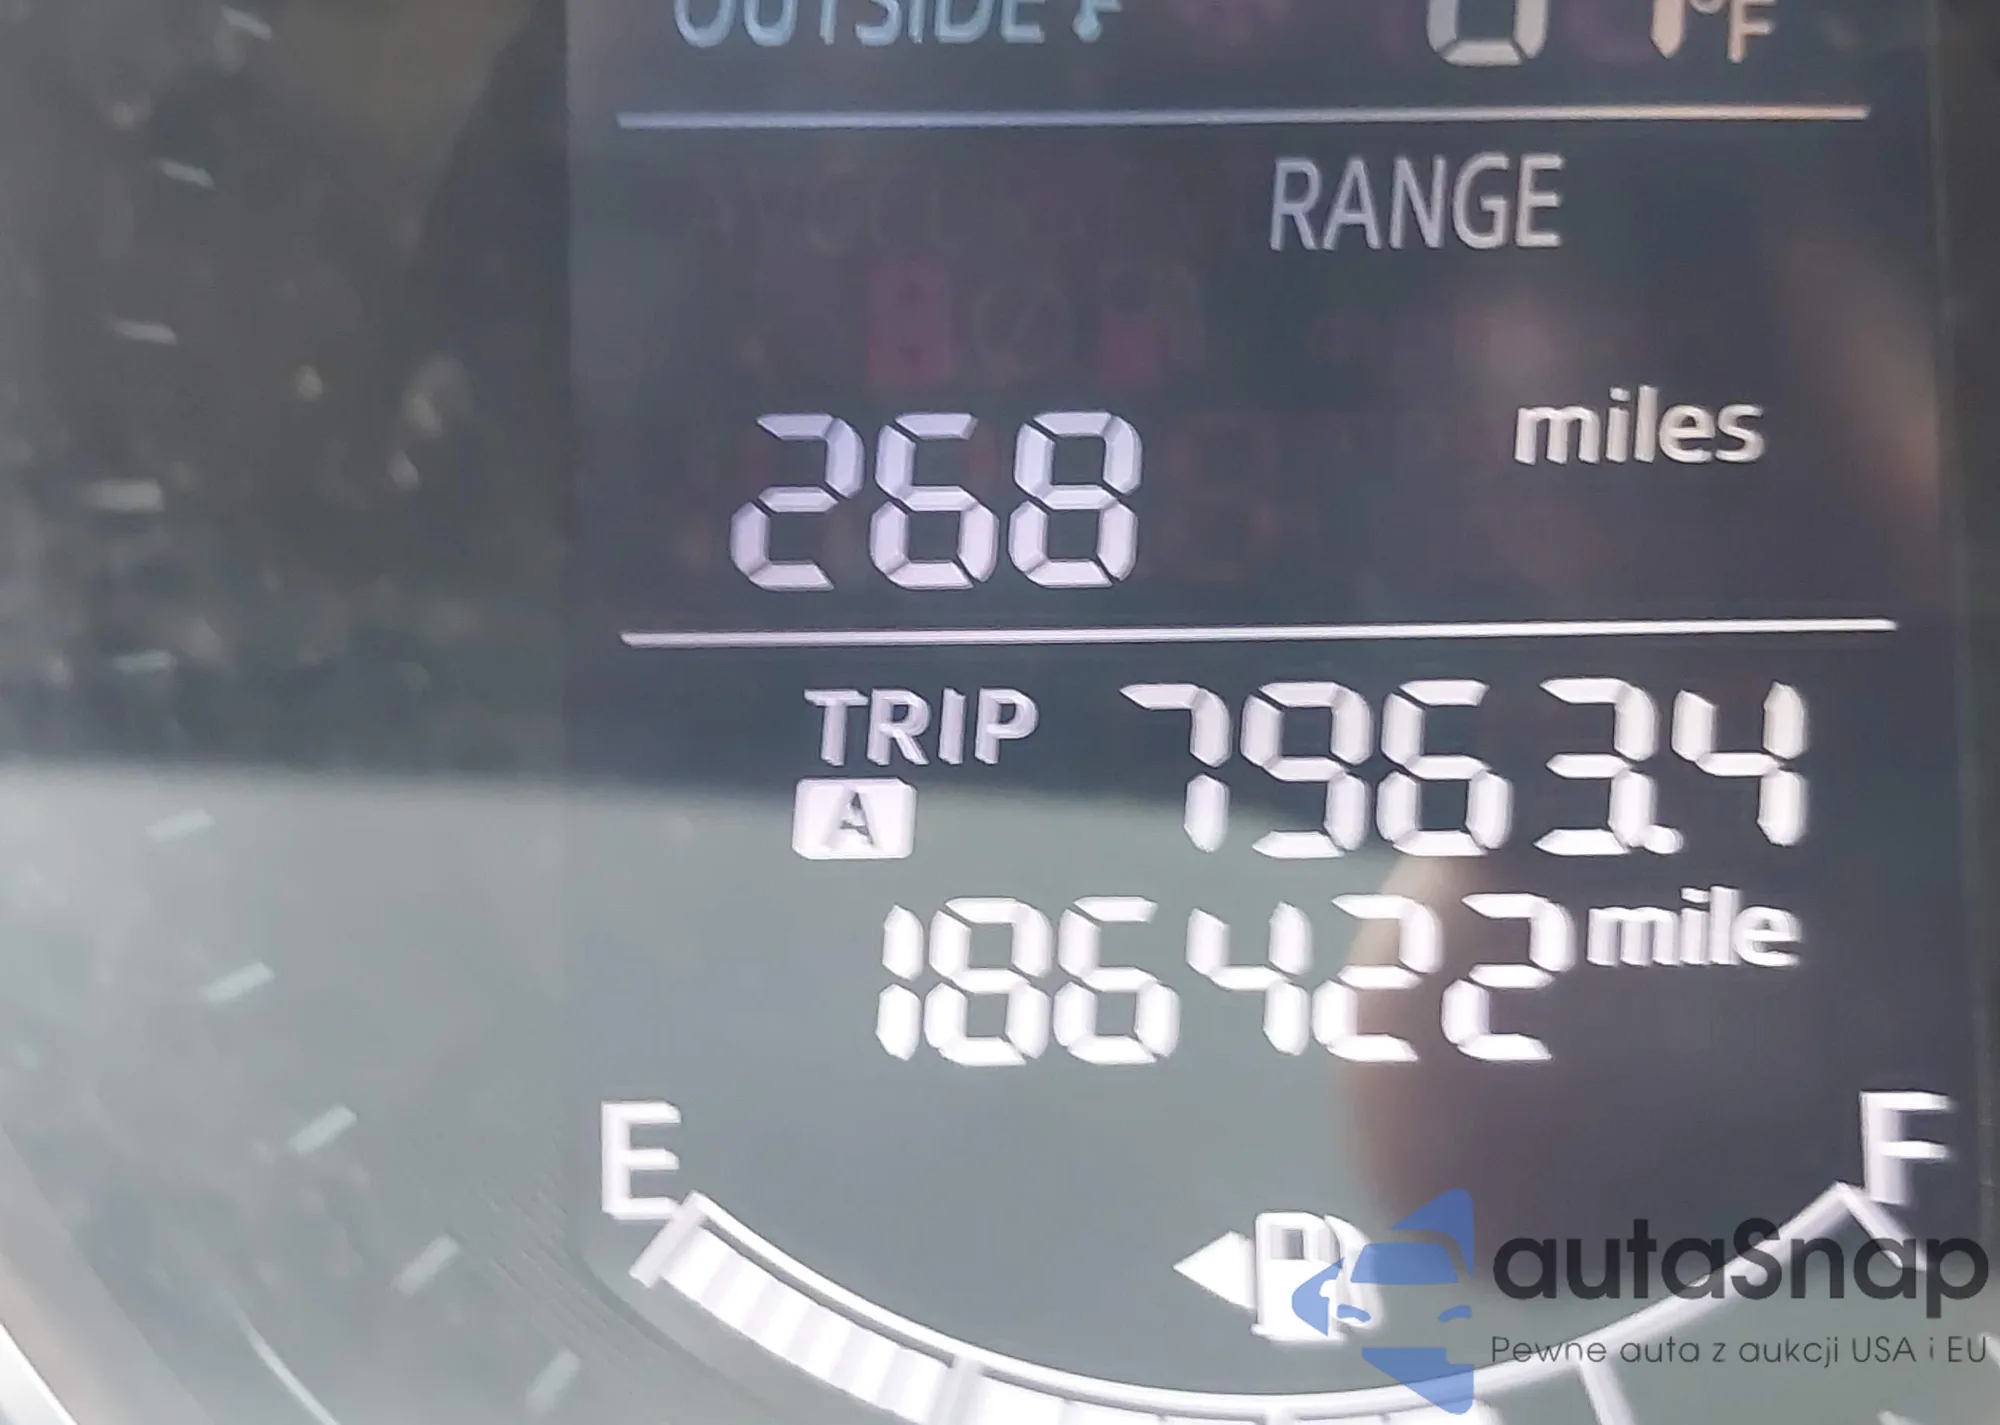 OUTSIDE
°F
RANGE
268 miles
TRIP A 7963.4
186422 mile
E F
autaSnap
Pewne auta z aukcji USA i EU